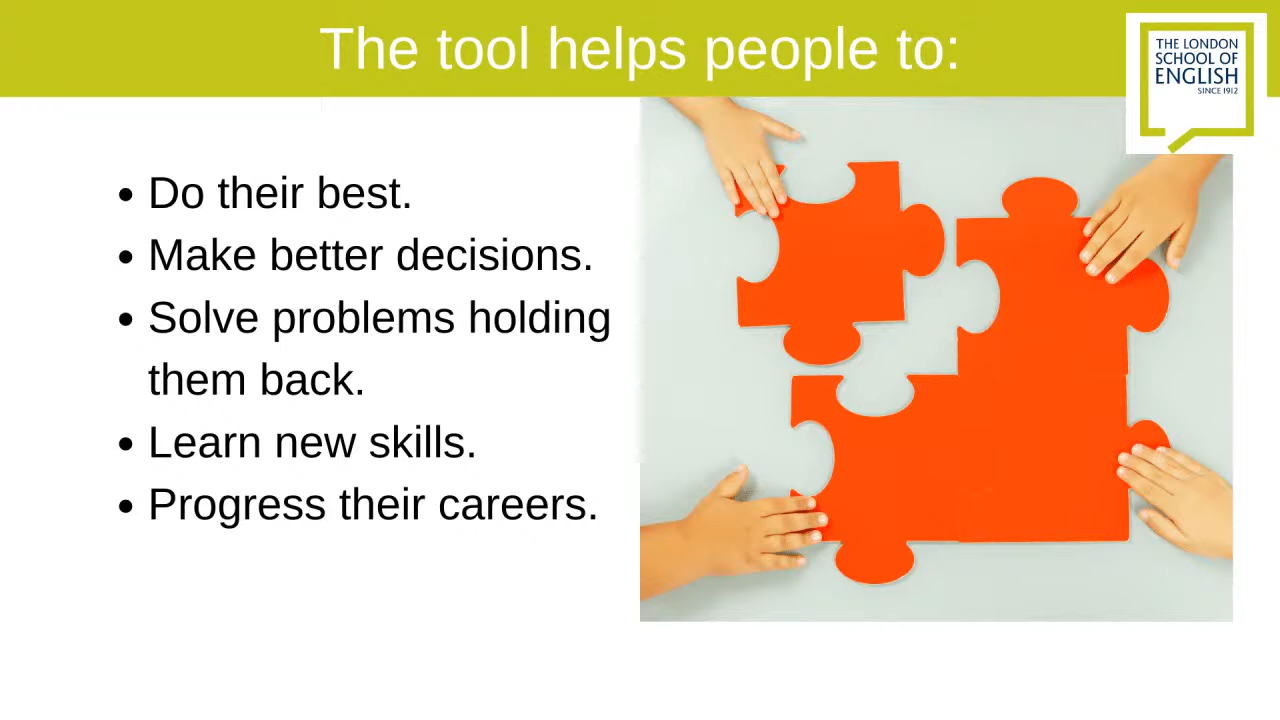 The tool helps people to:
THE LONDON
SCHOOL OF
ENGLISH
SINCE 1912
• Do their best.
• Make better decisions.
• Solve problems holding
them back.
• Learn new skills.
• Progress their careers.